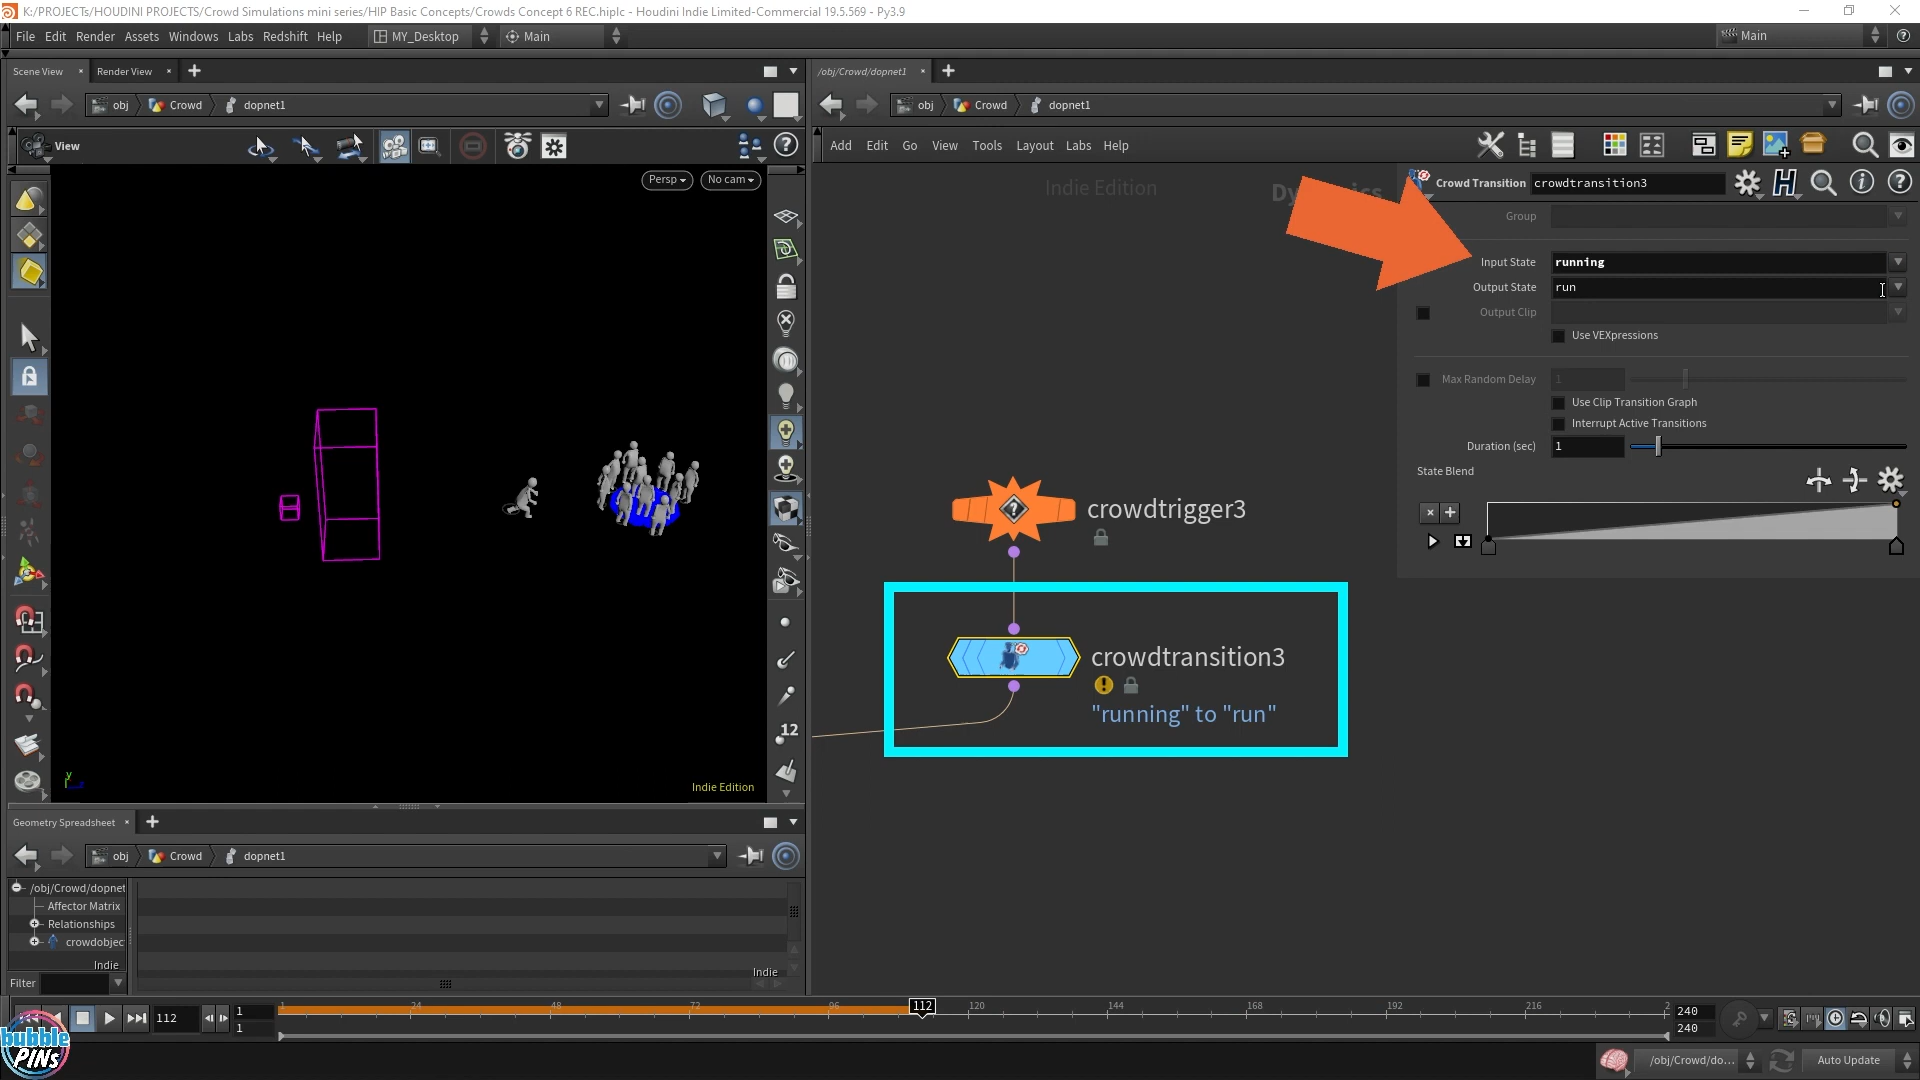 K:/PROJECTs/HOUDINI PROJECTS/Crowd Simulations mini series/HIP Basic Concepts/Crowds Concept 6 REC.hiplc - Houdini Indie Limited-Commercial 19.5.569 - Py3.9
File Edit Render Assets Windows Labs Redshift Help MY_Desktop Main Main
Scene View Render View
obj Crowd dopnet1
View
Persp No cam
12
y
Indie Edition
/obj/Crowd/dopnet1
obj Crowd dopnet1
Add Edit Go View Tools Layout Labs Help
Indie Edition
Crowd Transition crowdtransition3
Group
Input State running
Output State run
Output Clip
Use VEXpressions
Max Random Delay 1
Use Clip Transition Graph
Interrupt Active Transitions
Duration (sec) 1
State Blend
crowdtrigger3
crowdtransition3
"running" to "run"
Geometry Spreadsheet
obj Crowd dopnet1
/obj/Crowd/dopnet
Affector Matrix
Relationships
crowdobjec
Indie
Indie
Filter
112 1 1 24 48 72 96 112 120 144 168 192 216 2 240
1 240
bubble
PINs
/obj/Crowd/do... Auto Update